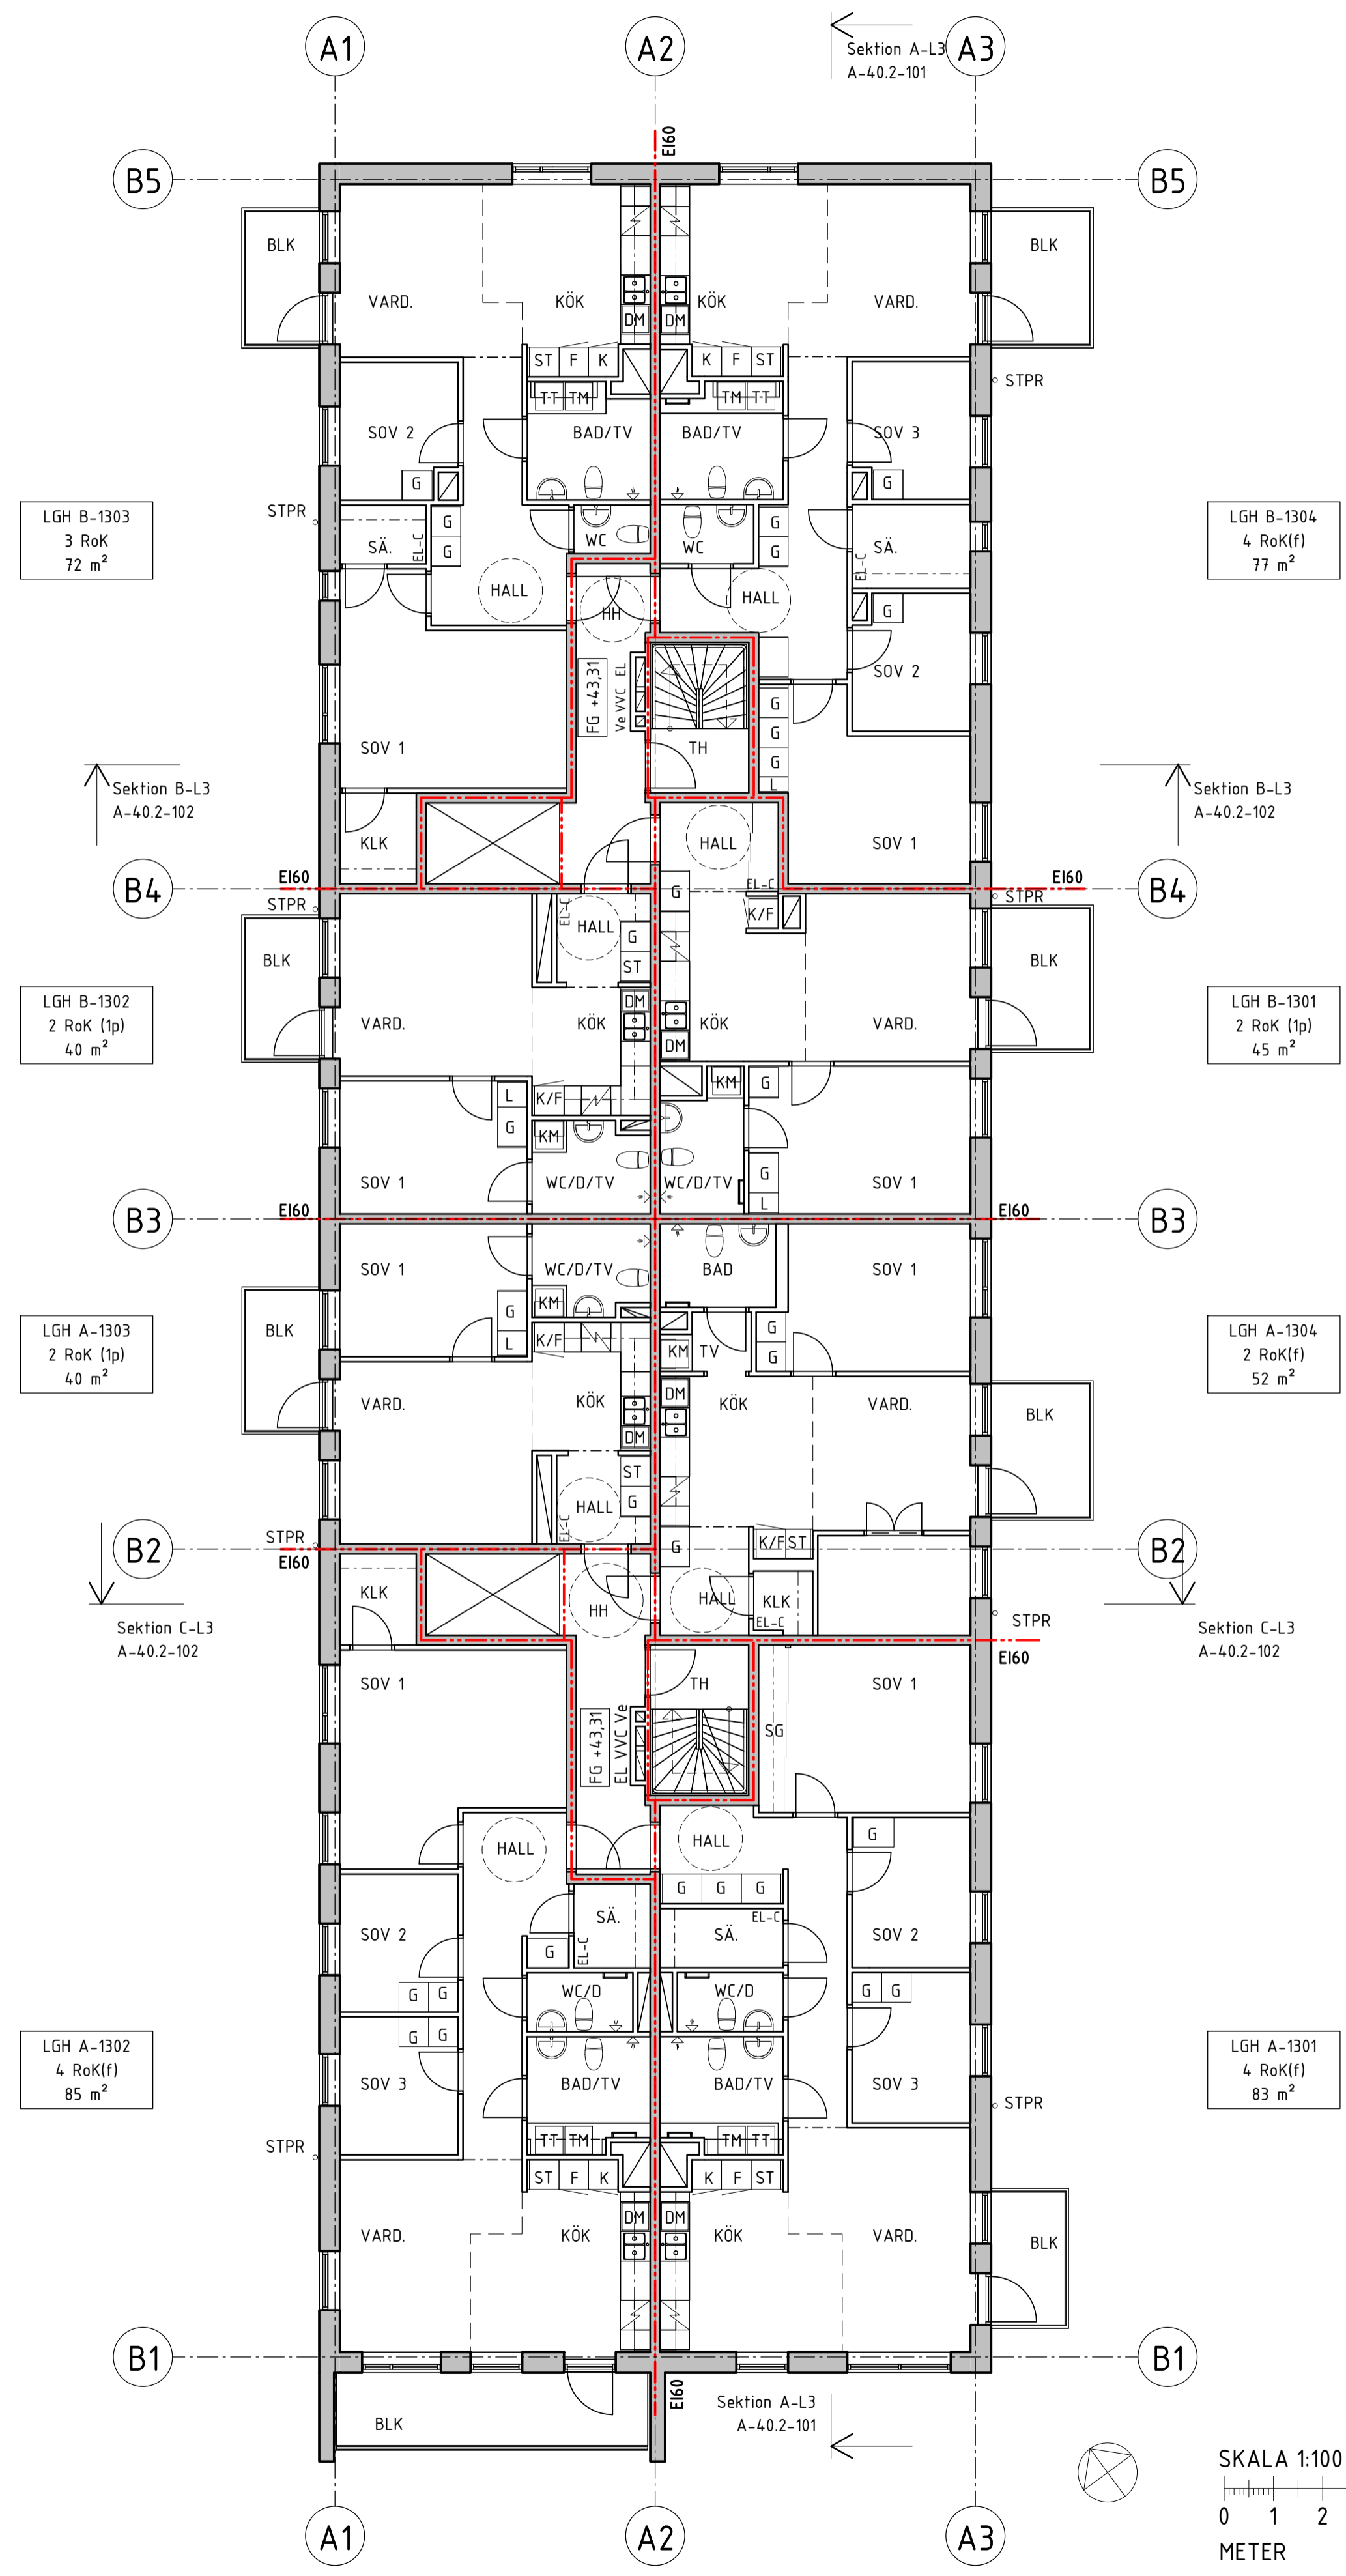 A1
A2
A3
Sektion A-L3
A-40.2-101
EI60
B5
B5
BLK
BLK
VARD.
KÖK
KÖK
VARD.
DM
DM
ST
F
K
K
F
ST
STPR
TT
TM
TM
TT
SOV 2
BAD/TV
BAD/TV
SOV 3
G
G
LGH B-1303
3 RoK
72 m²
STPR
G
G
WC
WC
G
G
LGH B-1304
4 RoK(f)
77 m²
SÄ.
EL-C
SÄ.
EL-C
HALL
HH
HALL
G
FG +43,31
Ve VVC EL
SOV 2
G
G
G
L
SOV 1
TH
Sektion B-L3
A-40.2-102
Sektion B-L3
A-40.2-102
KLK
HALL
SOV 1
B4
EI60
EI60
B4
STPR
EL-C
G
EL-C
K/F
STPR
HALL
G
ST
BLK
BLK
LGH B-1302
2 RoK (1p)
40 m²
LGH B-1301
2 RoK (1p)
45 m²
VARD.
KÖK
DM
KÖK
DM
VARD.
L
G
K/F
KM
KM
G
SOV 1
WC/D/TV
WC/D/TV
G
L
SOV 1
B3
EI60
EI60
B3
SOV 1
WC/D/TV
BAD
SOV 1
KM
G
L
K/F
KM
TV
G
G
BLK
LGH A-1303
2 RoK (1p)
40 m²
LGH A-1304
2 RoK(f)
52 m²
VARD.
KÖK
DM
DM
KÖK
VARD.
BLK
ST
G
HALL
EL-C
G
K/F
ST
STPR
B2
EI60
B2
KLK
HH
HALL
KLK
EL-C
STPR
Sektion C-L3
A-40.2-102
Sektion C-L3
A-40.2-102
EI60
SOV 1
TH
SOV 1
FG +43,31
EL VVC Ve
SG
HALL
HALL
G
G
G
G
SOV 2
SÄ.
EL-C
G
SÄ.
EL-C
SOV 2
G
G
WC/D
WC/D
G
G
G
G
LGH A-1302
4 RoK(f)
85 m²
LGH A-1301
4 RoK(f)
83 m²
SOV 3
BAD/TV
BAD/TV
SOV 3
STPR
STPR
TT
TM
TM
TT
ST
F
K
K
F
ST
DM
DM
VARD.
KÖK
KÖK
VARD.
BLK
B1
B1
EI60
BLK
Sektion A-L3
A-40.2-101
SKALA 1:100
0
1
2
METER
A1
A2
A3